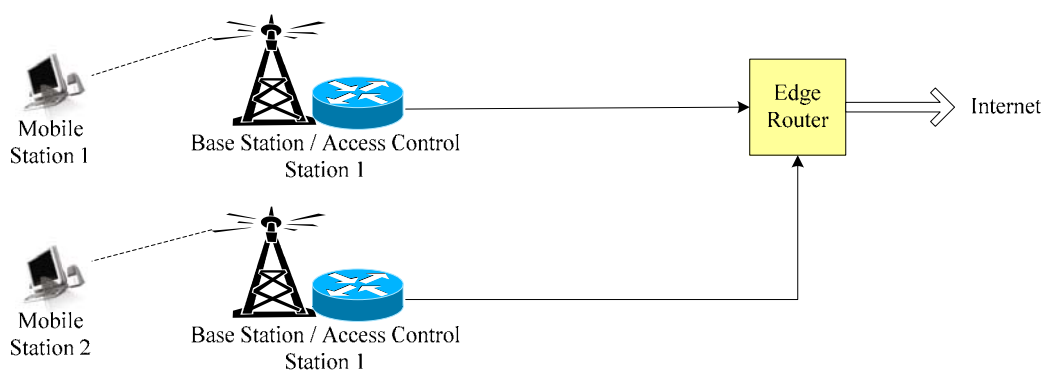 Mobile
Station 1
Base Station / Access Control
Station 1
Edge
Router
Internet
Mobile
Station 2
Base Station / Access Control
Station 1